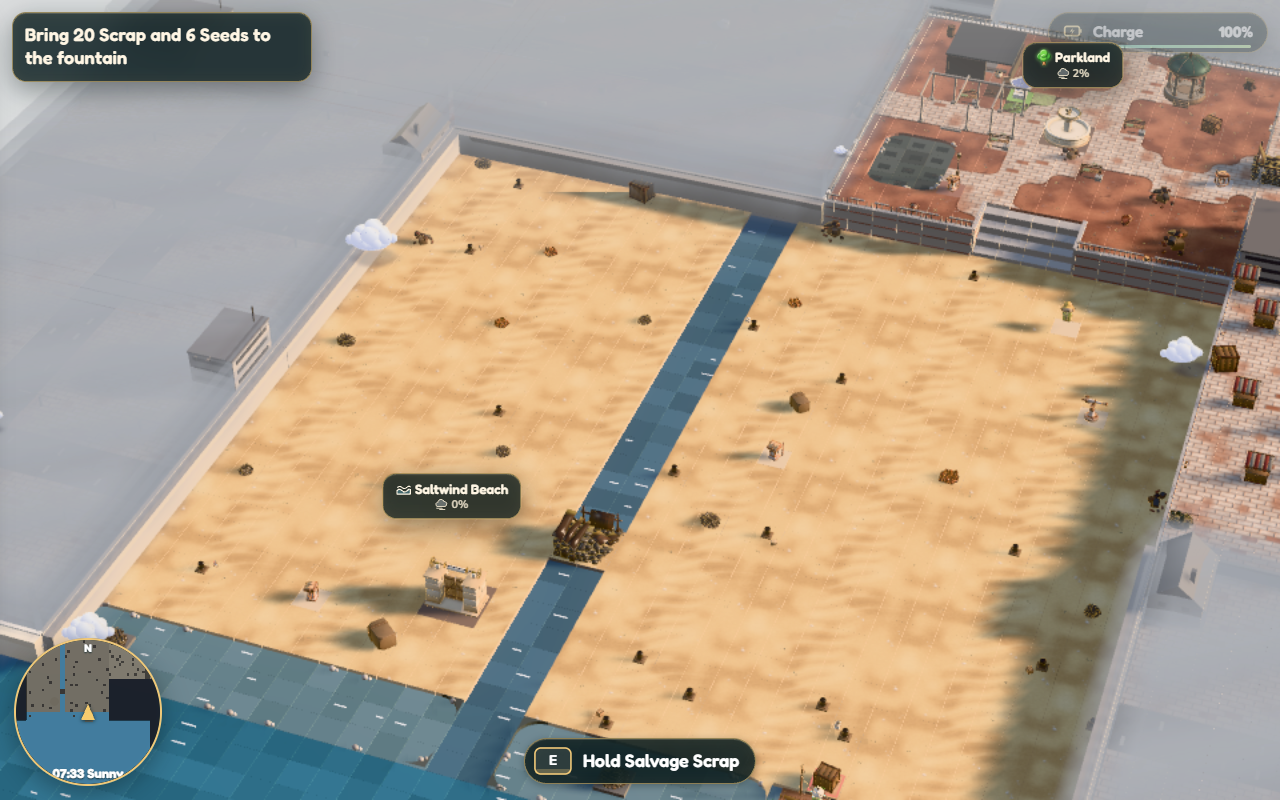 Bring 20 Scrap and 6 Seeds to
the fountain
Charge 100%
Parkland
2%
Saltwind Beach
0%
N
07:33 Sunny
E Hold Salvage Scrap